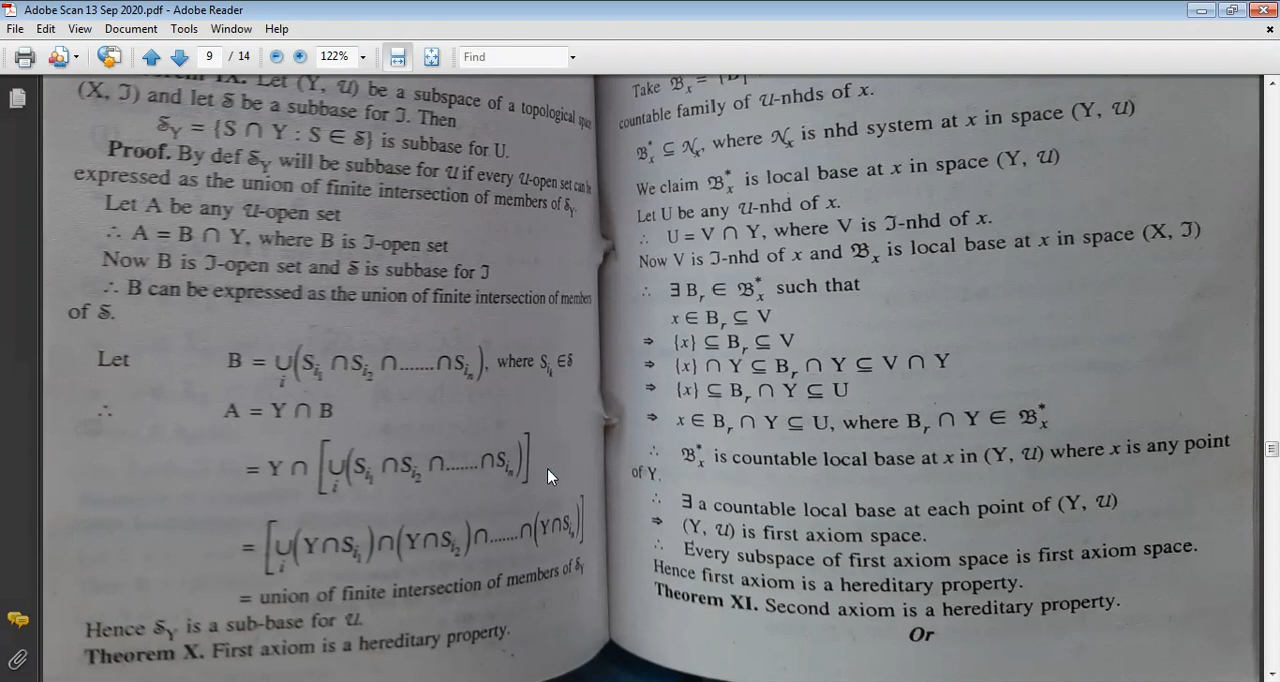 Adobe Scan 13 Sep 2020.pdf - Adobe Reader
File Edit View Document Tools Window Help
9 / 14 122% Find
IX. Let (Y, 𝒰) be a subspace of a topological space
(X, ℑ) and let 𝒮 be a subbase for ℑ. Then
𝒮_Y = {S ∩ Y : S ∈ 𝒮} is subbase for U.
Proof. By def 𝒮_Y will be subbase for 𝒰 if every 𝒰-open set can be
expressed as the union of finite intersection of members of 𝒮_Y.
Let A be any 𝒰-open set
∴ A = B ∩ Y, where B is ℑ-open set
Now B is ℑ-open set and 𝒮 is subbase for ℑ
∴ B can be expressed as the union of finite intersection of members
of 𝒮.
Let B = ∪_i (S_{i_1} ∩ S_{i_2} ∩ ....... ∩ S_{i_n}), where S_{i_k} ∈ 𝒮
∴ A = Y ∩ B
= Y ∩ [∪_i (S_{i_1} ∩ S_{i_2} ∩ ....... ∩ S_{i_n})]
= [∪_i (Y ∩ S_{i_1}) ∩ (Y ∩ S_{i_2}) ∩ ....... ∩ (Y ∩ S_{i_n})]
= union of finite intersection of members of 𝒮_Y
Hence 𝒮_Y is a sub-base for 𝒰.
Theorem X. First axiom is a hereditary property.
Take ℬ_x =
countable family of 𝒰-nhds of x.
ℬ*_x ⊆ 𝒩_x, where 𝒩_x is nhd system at x in space (Y, 𝒰)
We claim ℬ*_x is local base at x in space (Y, 𝒰)
Let U be any 𝒰-nhd of x.
∴ U = V ∩ Y, where V is ℑ-nhd of x.
Now V is ℑ-nhd of x and ℬ_x is local base at x in space (X, ℑ)
∴ ∃ B_r ∈ ℬ*_x such that
x ∈ B_r ⊆ V
⇒ {x} ⊆ B_r ⊆ V
⇒ {x} ∩ Y ⊆ B_r ∩ Y ⊆ V ∩ Y
⇒ {x} ⊆ B_r ∩ Y ⊆ U
⇒ x ∈ B_r ∩ Y ⊆ U, where B_r ∩ Y ∈ ℬ*_x
∴ ℬ*_x is countable local base at x in (Y, 𝒰) where x is any point
of Y.
∴ ∃ a countable local base at each point of (Y, 𝒰)
⇒ (Y, 𝒰) is first axiom space.
∴ Every subspace of first axiom space is first axiom space.
Hence first axiom is a hereditary property.
Theorem XI. Second axiom is a hereditary property.
Or